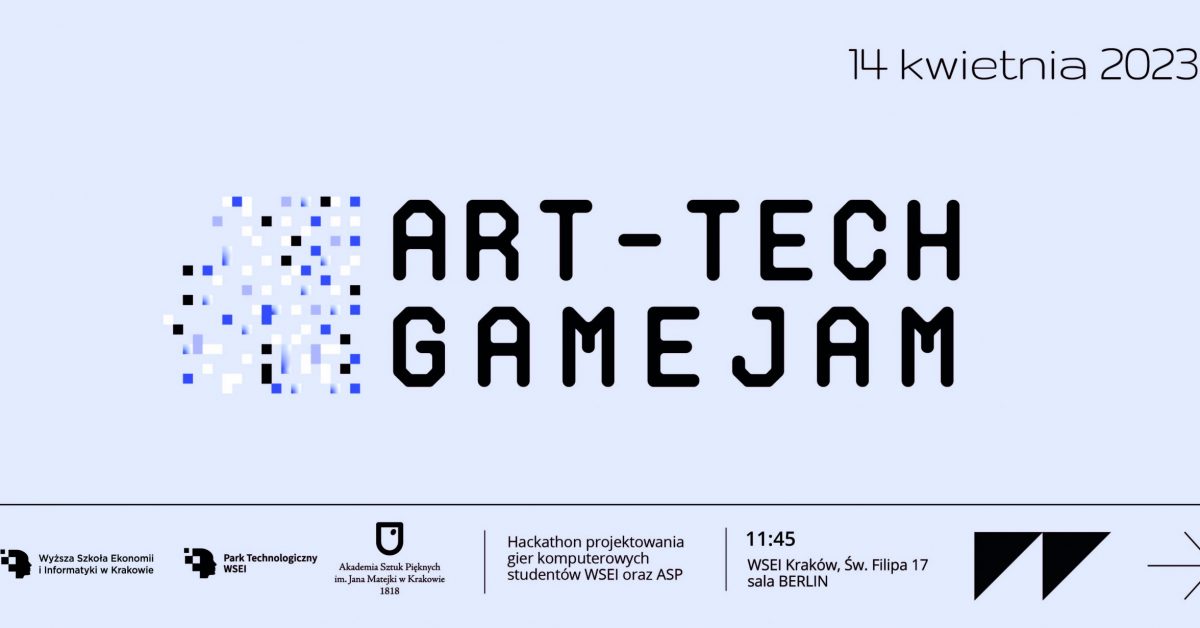 14 kwietnia 2023
ART-TECH
GAMEJAM
Wyższa Szkoła Ekonomii
i Informatyki w Krakowie
Park Technologiczny
WSEI
Akademia Sztuk Pięknych
im. Jana Matejki w Krakowie
1818
Hackathon projektowania
gier komputerowych
studentów WSEI oraz ASP
11:45
WSEI Kraków, Św. Filipa 17
sala BERLIN